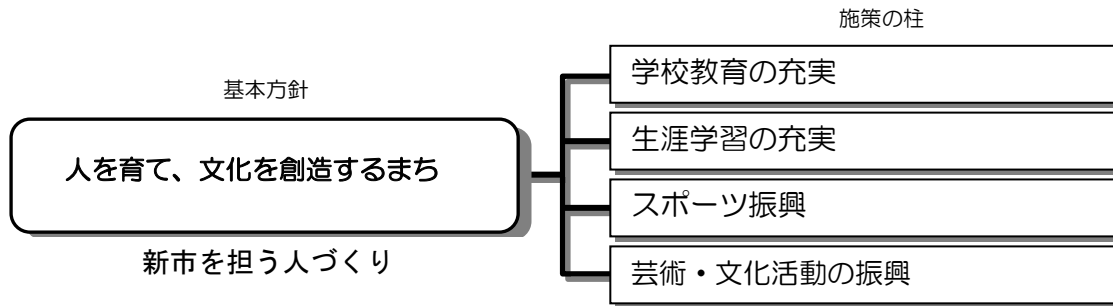 施策の柱
基本方針
学校教育の充実
生涯学習の充実
人を育て、文化を創造するまち
スポーツ振興
新市を担う人づくり
芸術・文化活動の振興